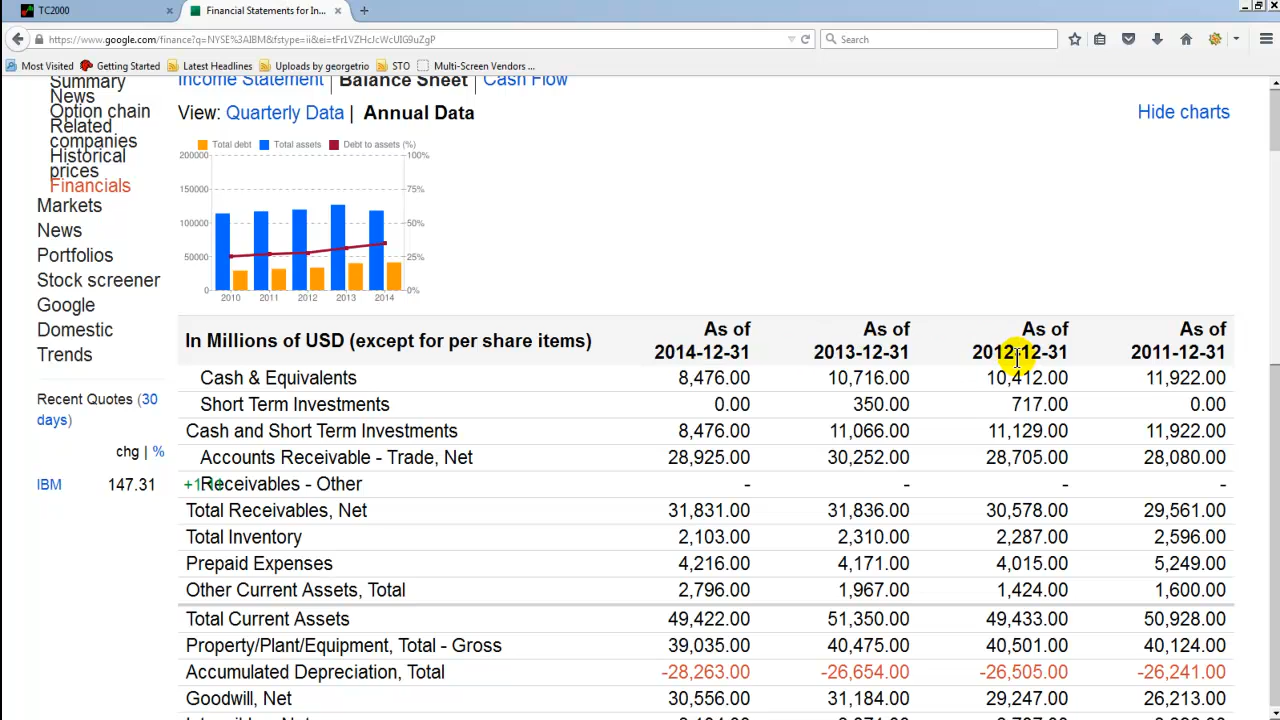 TC2000
Financial Statements for In...
https://www.google.com/finance?q=NYSE%3AIBM&fstype=ii&ei=tFr1VZHcJcWcUIG9uZgP
Search
Most Visited Getting Started Latest Headlines Uploads by georgetrio STO Multi-Screen Vendors ...
Summary
News
Option chain
Related
companies
Historical
prices
Financials
Markets
News
Portfolios
Stock screener
Google
Domestic
Trends
Recent Quotes (30
days)
chg | %
IBM 147.31
Income Statement | Balance Sheet | Cash Flow
View: Quarterly Data | Annual Data Hide charts
Total debt Total assets Debt to assets (%)
200000 100%
150000 75%
100000 50%
50000 25%
0 0%
2010 2011 2012 2013 2014
In Millions of USD (except for per share items) As of 2014-12-31 As of 2013-12-31 As of 2012-12-31 As of 2011-12-31
Cash & Equivalents 8,476.00 10,716.00 10,412.00 11,922.00
Short Term Investments 0.00 350.00 717.00 0.00
Cash and Short Term Investments 8,476.00 11,066.00 11,129.00 11,922.00
Accounts Receivable - Trade, Net 28,925.00 30,252.00 28,705.00 28,080.00
Receivables - Other - - - -
Total Receivables, Net 31,831.00 31,836.00 30,578.00 29,561.00
Total Inventory 2,103.00 2,310.00 2,287.00 2,596.00
Prepaid Expenses 4,216.00 4,171.00 4,015.00 5,249.00
Other Current Assets, Total 2,796.00 1,967.00 1,424.00 1,600.00
Total Current Assets 49,422.00 51,350.00 49,433.00 50,928.00
Property/Plant/Equipment, Total - Gross 39,035.00 40,475.00 40,501.00 40,124.00
Accumulated Depreciation, Total -28,263.00 -26,654.00 -26,505.00 -26,241.00
Goodwill, Net 30,556.00 31,184.00 29,247.00 26,213.00